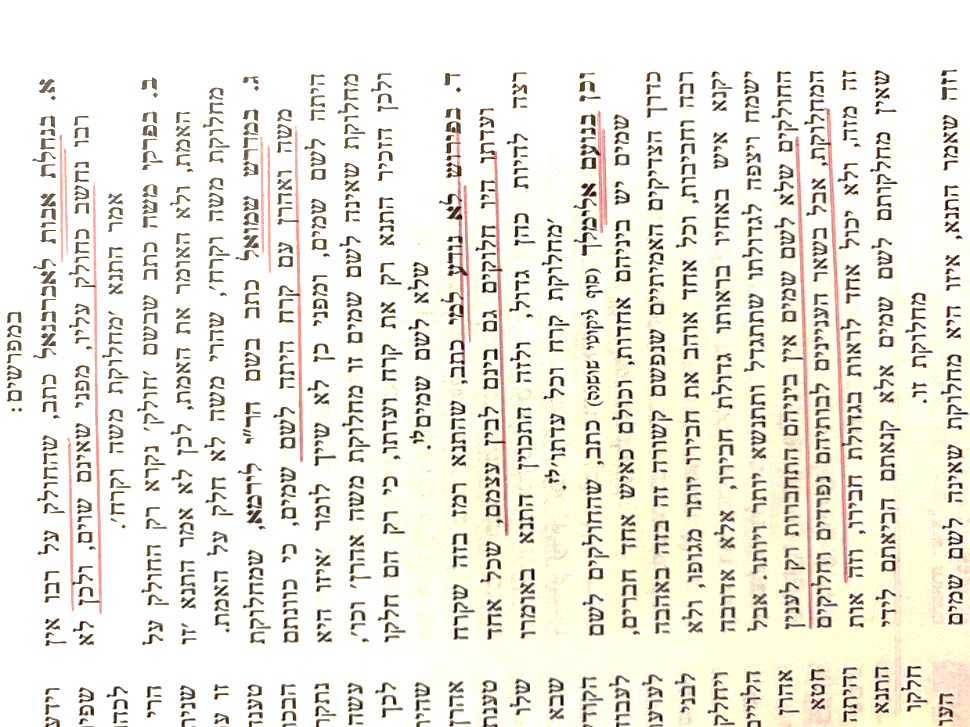 במפרשים:
א. בנחלת אבות לאברבנאל כתב, שהחולק על רבו אין
רבו נחשב כחולק עליו, מפני שאינם שוים, ולכן לא
אמר התנא 'מחלוקת משה וקרח'.
ב. בפרקי משה כתב שבשם 'חולק' נקרא רק החולק על
האמת, ולא האומר את האמת, לכן לא אמר התנא 'זו
מחלוקת משה וקרח', שהרי משה לא חלק על האמת.
ג. במדרש שמואל כתב בשם הר"י לירמא, שמחלוקת
משה ואהרן עם קרח היתה לשם שמים, כי כוונתם
היתה לשם שמים, ומפני כן לא שייך לומר 'איזו היא
מחלוקת שאינה לשם שמים זו מחלוקת משה אהרן' וכו',
ולכן הזכיר התנא רק את קרח ועדתו, כי רק הם חלקו
שלא לשם שמים.
ד. בפירוש לא נודע למי כתב, שהתנא רמז בזה שקרח
ועדתו היו חלוקים גם בינם לבין עצמם, שכל אחד
רצה להיות כהן גדול, ולזה התכוין התנא באומרו
'מחלוקת קרח וכל עדתו'.
וכן בנועם אלימלך (סוף ליקוטי שושנה) כתב, שהחולקים לשם
שמים יש ביניהם אחדות, וכולם כאיש אחד חברים,
כדרך הצדיקים האמיתיים שנפשם קשורה זה בזה באהבה
רבה וחביבות, וכל אחד אוהב את חבירו יותר מגופו, ולא
יקנא איש באחיו בראותו גדולת חבירו, אלא אדרבה
ישמח ויצפה לגדולתו שתתגדל ותתנשא יותר ויותר. אבל
החולקים שלא לשם שמים אין ביניהם התחברות רק לענין
המחלוקת, אבל בשאר הענינים לבותיהם נפרדים וחלוקים
זה מזה, ולא יכול אחד לראות בגדולת חבירו, וזה אות
שאין מחלקותם לשם שמים אלא קנאתם הביאתם לידי
מחלוקת זו.
וזה שאמר התנא, איזו היא מחלוקת שאינה לשם שמים